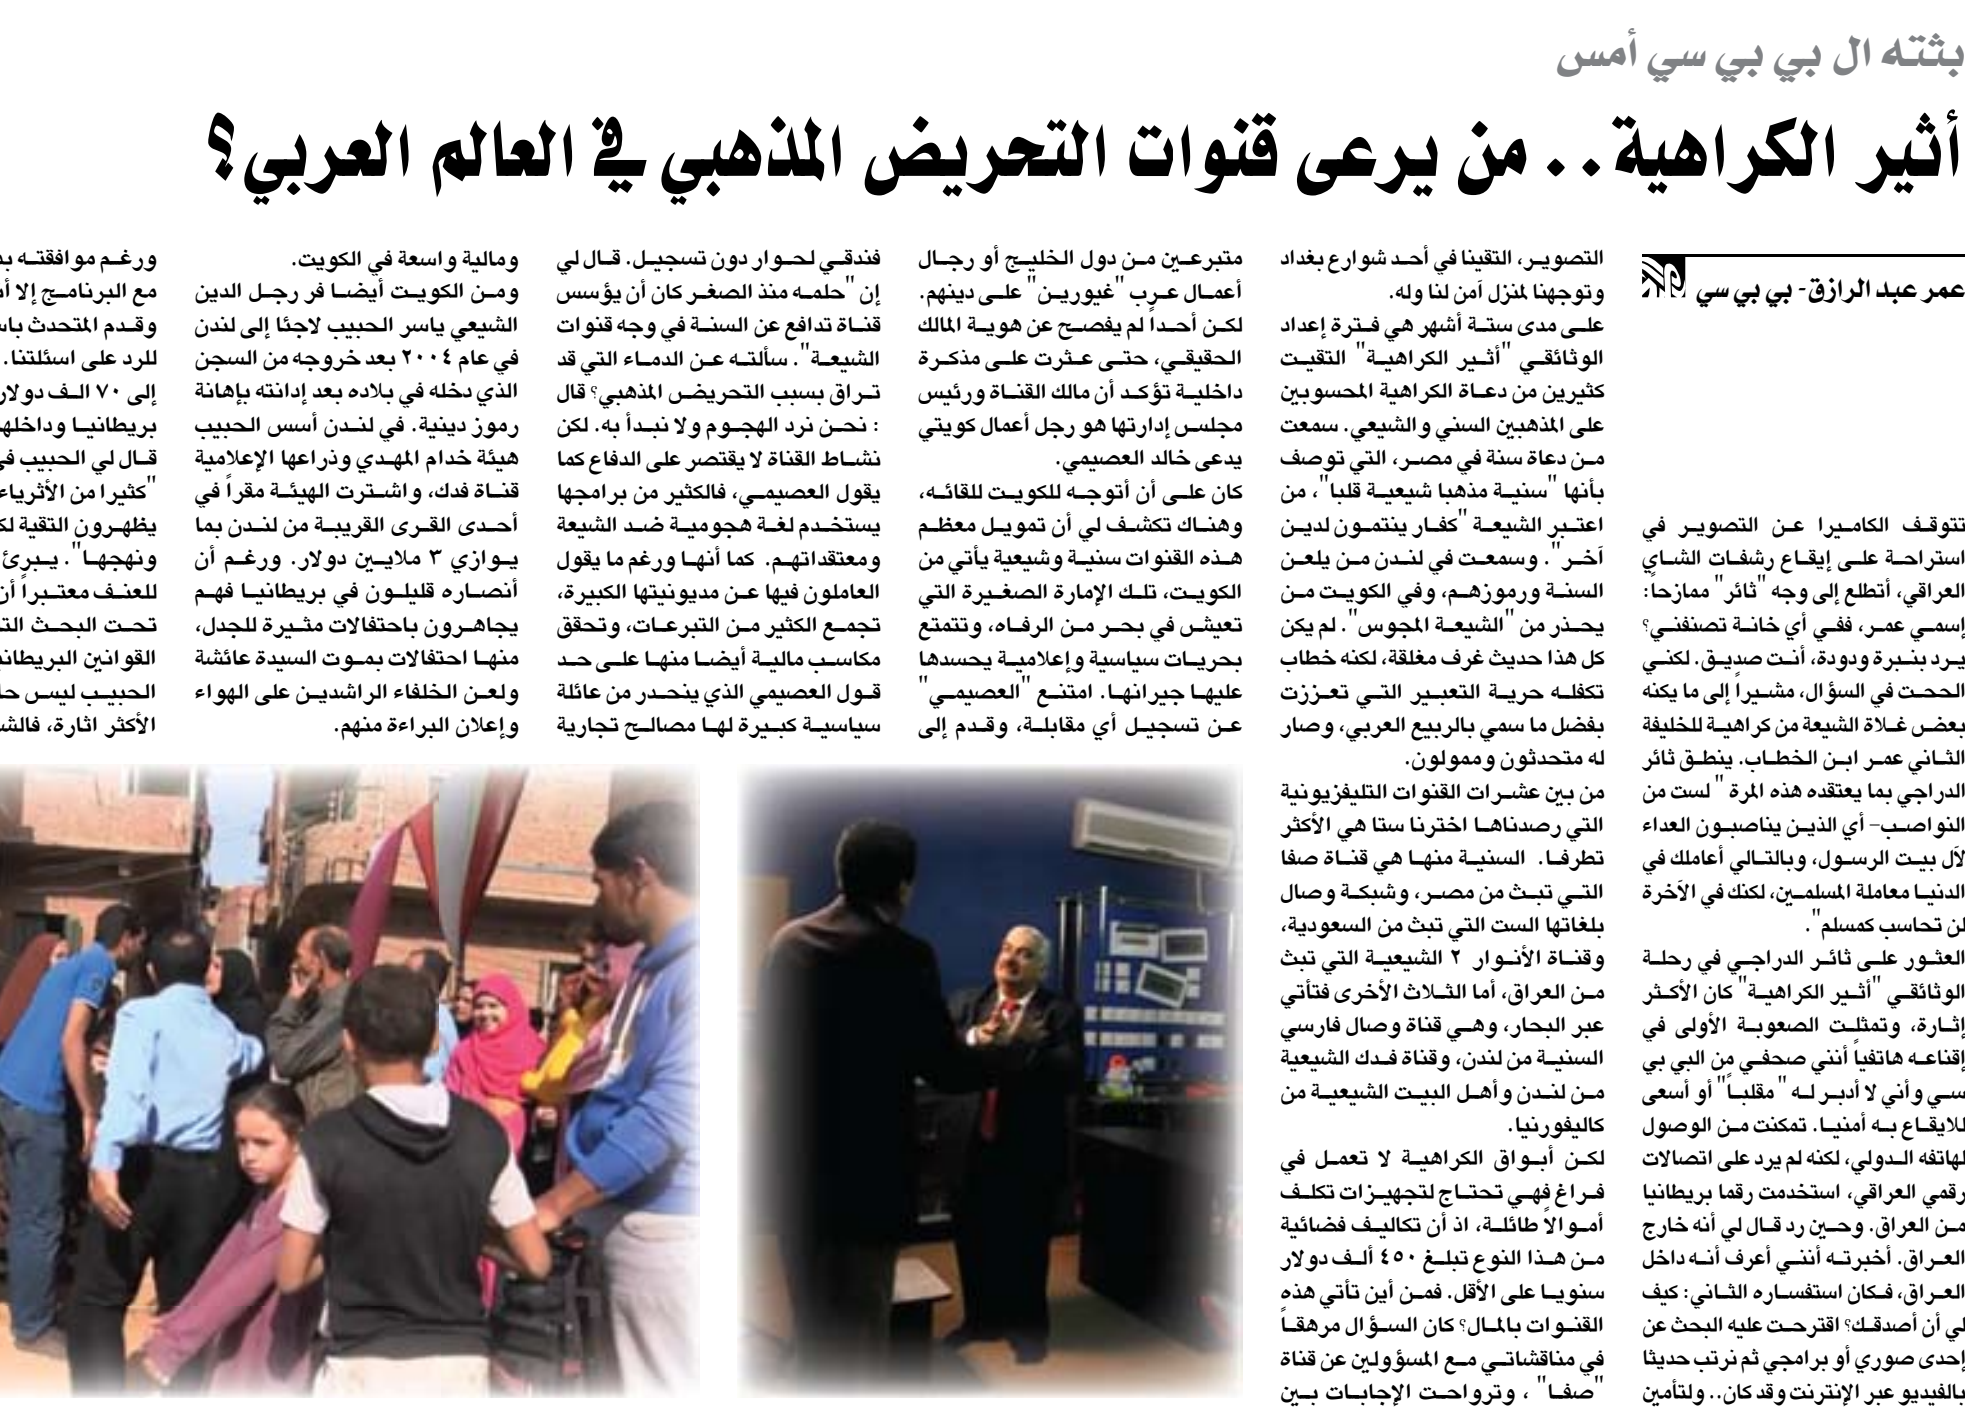 بثته ال بي بي سي أمس
أثير الكراهية.. من يرعى قنوات التحريض المذهبي في العالم العربي؟
عمر عبد الرازق- بي بي سي
تتوقف الكاميرا عن التصوير في
استراحة على إيقاع رشفات الشاي
العراقي، أتطلع إلى وجه "ثائر" ممازحاً:
إسمي عمر، ففي أي خانة تصنفني؟
يرد بنبرة ودودة، أنت صديق. لكني
الححت في السؤال، مشيراً إلى ما يكنه
بعض غلاة الشيعة من كراهية للخليفة
الثاني عمر ابن الخطاب. ينطق ثائر
الدراجي بما يعتقده هذه المرة " لست من
النواصب- أي الذين يناصبون العداء
لآل بيت الرسول، وبالتالي أعاملك في
الدنيا معاملة المسلمين، لكنك في الآخرة
لن تحاسب كمسلم".
العثور على ثائر الدراجي في رحلة
الوثائقي "أثير الكراهية" كان الأكثر
إثارة، وتمثلت الصعوبة الأولى في
إقناعه هاتفياً أنني صحفي من البي بي
سي وأني لا أدبر له " مقلباً" أو أسعى
للايقاع به أمنيا. تمكنت من الوصول
لهاتفه الدولي، لكنه لم يرد على اتصالات
رقمي العراقي، استخدمت رقما بريطانيا
من العراق. وحين رد قال لي أنه خارج
العراق. أخبرته أنني أعرف أنه داخل
العراق، فكان استفساره الثاني: كيف
لي أن أصدقك؟ اقترحت عليه البحث عن
إحدى صوري أو برامجي ثم نرتب حديثا
بالفيديو عبر الإنترنت وقد كان.. ولتأمين
التصوير، التقينا في أحد شوارع بغداد
وتوجهنا لمنزل آمن لنا وله.
على مدى ستة أشهر هي فترة إعداد
الوثائقي "أثير الكراهية" التقيت
كثيرين من دعاة الكراهية المحسوبين
على المذهبين السني والشيعي. سمعت
من دعاة سنة في مصر، التي توصف
بأنها "سنية مذهبا شيعية قلبا"، من
اعتبر الشيعة "كفار ينتمون لدين
آخر". وسمعت في لندن من يلعن
السنة ورموزهم، وفي الكويت من
يحذر من "الشيعة المجوس". لم يكن
كل هذا حديث غرف مغلقة، لكنه خطاب
تكفله حرية التعبير التي تعززت
بفضل ما سمي بالربيع العربي، وصار
له متحدثون وممولون.
من بين عشرات القنوات التليفزيونية
التي رصدناها اخترنا ستا هي الأكثر
تطرفا. السنية منها هي قناة صفا
التي تبث من مصر، وشبكة وصال
بلغاتها الست التي تبث من السعودية،
وقناة الأنوار ٢ الشيعية التي تبث
من العراق، أما الثلاث الأخرى فتأتي
عبر البحار، وهي قناة وصال فارسي
السنية من لندن، وقناة فدك الشيعية
من لندن وأهل البيت الشيعية من
كاليفورنيا.
لكن أبواق الكراهية لا تعمل في
فراغ فهي تحتاج لتجهيزات تكلف
أموالاً طائلة، اذ أن تكاليف فضائية
من هذا النوع تبلغ ٤٥٠ ألف دولار
سنويا على الأقل. فمن أين تأتي هذه
القنوات بالمال؟ كان السؤال مرهقاً
في مناقشاتي مع المسؤولين عن قناة
"صفا" ، وترواحت الإجابات بين
متبرعين من دول الخليج أو رجال
أعمال عرب "غيورين" على دينهم.
لكن أحداً لم يفصح عن هوية المالك
الحقيقي، حتى عثرت على مذكرة
داخلية تؤكد أن مالك القناة ورئيس
مجلس إدارتها هو رجل أعمال كويتي
يدعى خالد العصيمي.
كان على أن أتوجه للكويت للقائه،
وهناك تكشف لي أن تمويل معظم
هذه القنوات سنية وشيعية يأتي من
الكويت، تلك الإمارة الصغيرة التي
تعيش في بحر من الرفاه، وتتمتع
بحريات سياسية وإعلامية يحسدها
عليها جيرانها. امتنع "العصيمي"
عن تسجيل أي مقابلة، وقدم إلى
فندقي لحوار دون تسجيل. قال لي
إن "حلمه منذ الصغر كان أن يؤسس
قناة تدافع عن السنة في وجه قنوات
الشيعة". سألته عن الدماء التي قد
تراق بسبب التحريض المذهبي؟ قال
: نحن نرد الهجوم ولا نبدأ به. لكن
نشاط القناة لا يقتصر على الدفاع كما
يقول العصيمي، فالكثير من برامجها
يستخدم لغة هجومية ضد الشيعة
ومعتقداتهم. كما أنها ورغم ما يقول
العاملون فيها عن مديونيتها الكبيرة،
تجمع الكثير من التبرعات، وتحقق
مكاسب مالية أيضا منها على حد
قول العصيمي الذي ينحدر من عائلة
سياسية كبيرة لها مصالح تجارية
ومالية واسعة في الكويت.
ومن الكويت أيضا فر رجل الدين
الشيعي ياسر الحبيب لاجئا إلى لندن
في عام ٢٠٠٤ بعد خروجه من السجن
الذي دخله في بلاده بعد إدانته بإهانة
رموز دينية. في لندن أسس الحبيب
هيئة خدام المهدي وذراعها الإعلامية
قناة فدك، واشترت الهيئة مقراً في
أحدى القرى القريبة من لندن بما
يوازي ٣ ملايين دولار. ورغم أن
أنصاره قليلون في بريطانيا فهم
يجاهرون باحتفالات مثيرة للجدل،
منها احتفالات بموت السيدة عائشة
ولعن الخلفاء الراشدين على الهواء
وإعلان البراءة منهم.
ورغم موافقته
مع البرنامج إلا
وقدم المتحدث
للرد على اسئلتنا.
إلى ٧٠ الف دولار
بريطانيا وداخلها
قال لي الحبيب
"كثيرا من الأثرياء
يظهرون التقية
ونهجها". يبرئ
للعنف معتبراً
تحت البحث
القوانين
الحبيب ليس
الأكثر اثارة،